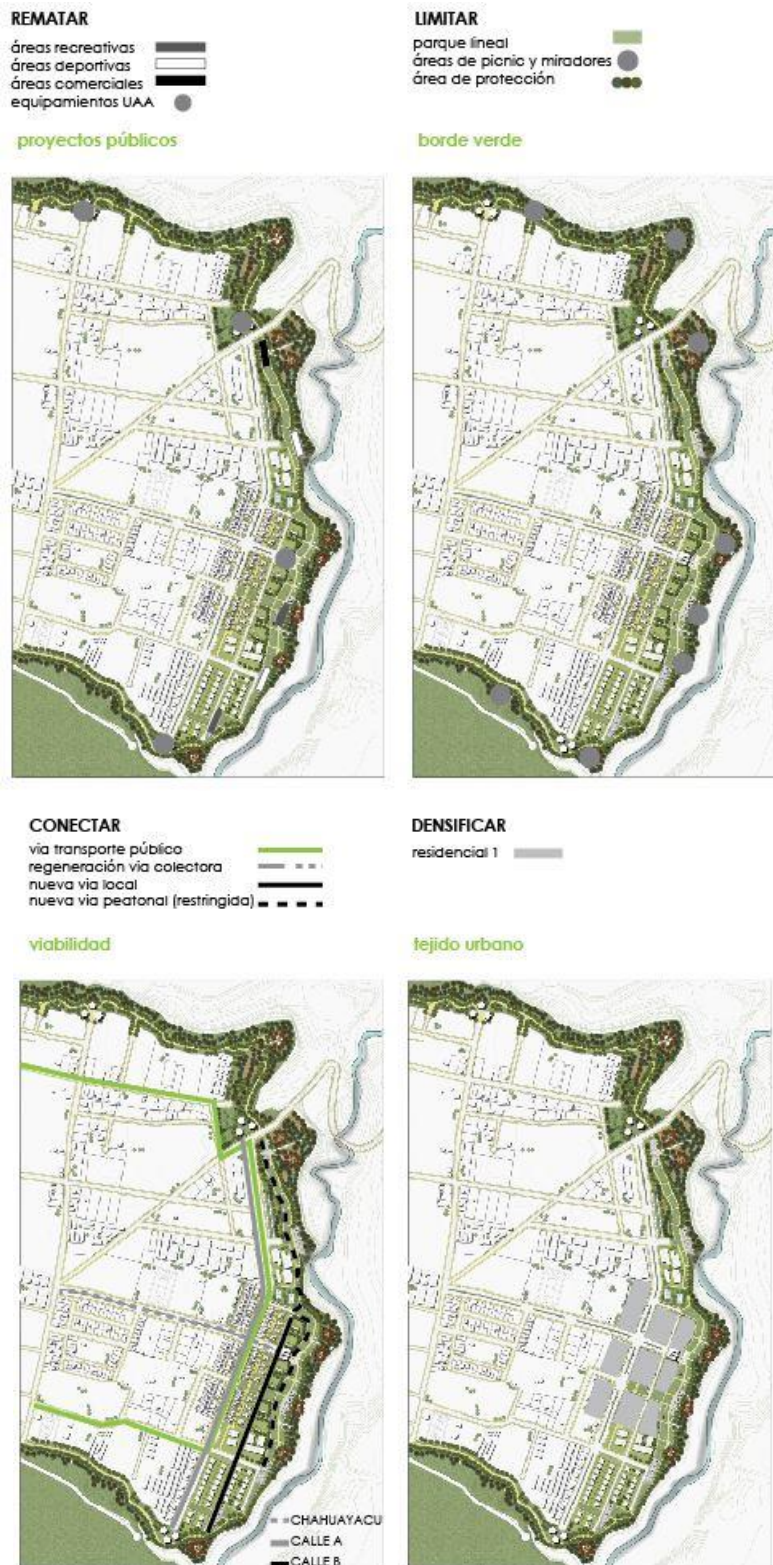 REMATAR
áreas recreativas
áreas deportivas
áreas comerciales
equipamientos UAA
proyectos públicos
LIMITAR
parque lineal
áreas de picnic y miradores
área de protección
borde verde
CONECTAR
via transporte público
regeneración via colectora
nueva via local
nueva via peatonal (restringida)
viabilidad
CHAHUAYACU
CALLE A
CALLE B
DENSIFICAR
residencial 1
tejido urbano